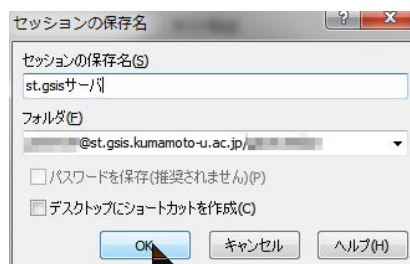 セッションの保存名
セッションの保存名(S)
st.gsisサーバ
フォルダ(F)
@st.gsis.kumamoto-u.ac.jp/
パスワードを保存(推奨されません)(P)
デスクトップにショートカットを作成(C)
OK キャンセル ヘルプ(H)